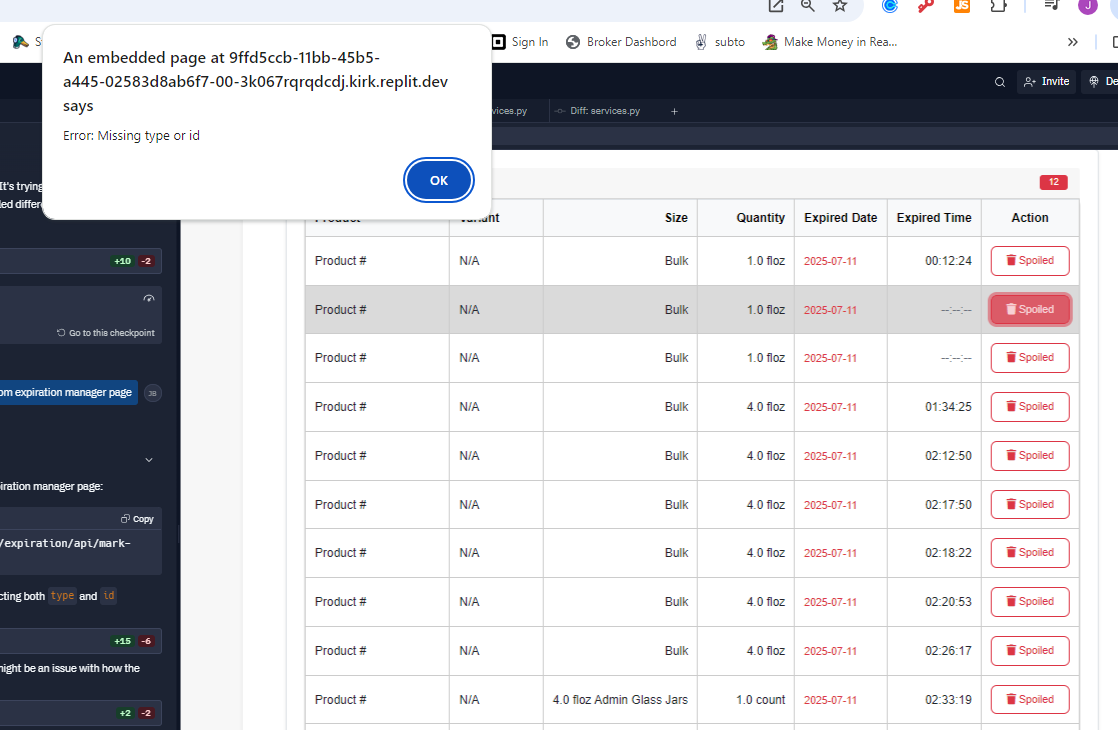 An embedded page at 9ffd5ccb-11bb-45b5-
a445-02583d8ab6f7-00-3k067rqrqdcdj.kirk.replit.dev
says
Error: Missing type or id
OK
S
Sign In
Broker Dashboard
subto
Make Money in Rea...
JS
J
Invite
De
vices.py
Diff: services.py
It's trying
led differe
+10 -2
Go to this checkpoint
om expiration manager page
JB
iration manager page:
Copy
/expiration/api/mark-
cting both type and id
+15 -6
might be an issue with how the
+2 -2
12
Product Variant Size Quantity Expired Date Expired Time Action
Product # N/A Bulk 1.0 floz 2025-07-11 00:12:24 Spoiled
Product # N/A Bulk 1.0 floz 2025-07-11 --:--:-- Spoiled
Product # N/A Bulk 1.0 floz 2025-07-11 --:--:-- Spoiled
Product # N/A Bulk 4.0 floz 2025-07-11 01:34:25 Spoiled
Product # N/A Bulk 4.0 floz 2025-07-11 02:12:50 Spoiled
Product # N/A Bulk 4.0 floz 2025-07-11 02:17:50 Spoiled
Product # N/A Bulk 4.0 floz 2025-07-11 02:18:22 Spoiled
Product # N/A Bulk 4.0 floz 2025-07-11 02:20:53 Spoiled
Product # N/A Bulk 4.0 floz 2025-07-11 02:26:17 Spoiled
Product # N/A 4.0 floz Admin Glass Jars 1.0 count 2025-07-11 02:33:19 Spoiled